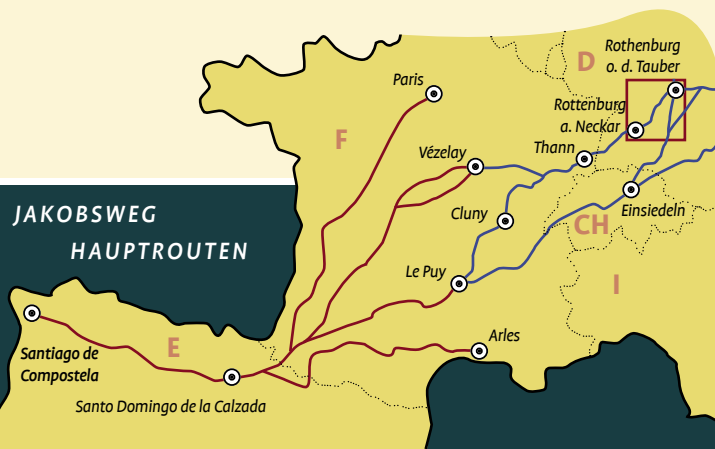 Rothenburg
o. d. Tauber
D
Paris
Rottenburg
a. Neckar
F
Thann
Vézelay
JAKOBSWEG
HAUPTROUTEN
Cluny
Einsiedeln
CH
Le Puy
I
Arles
E
Santiago de
Compostela
Santo Domingo de la Calzada